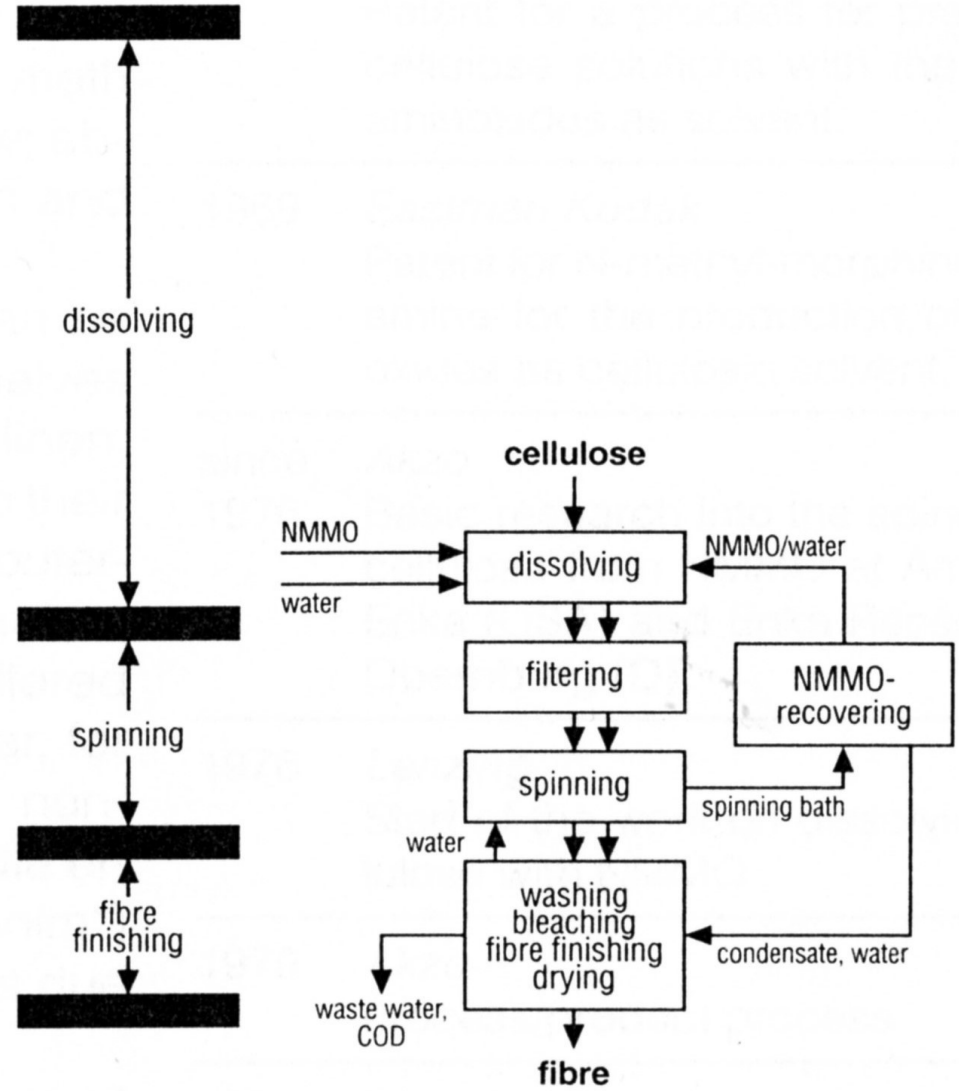 dissolving
spinning
fibre
finishing
cellulose
NMMO
water
dissolving
NMMO/water
filtering
NMMO-
recovering
spinning
spinning bath
water
washing
bleaching
fibre finishing
drying
condensate, water
waste water,
COD
fibre